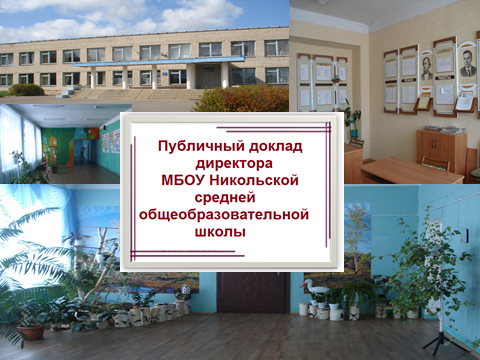 Публичный доклад
директора
МБОУ Никольской
средней
общеобразовательной
школы